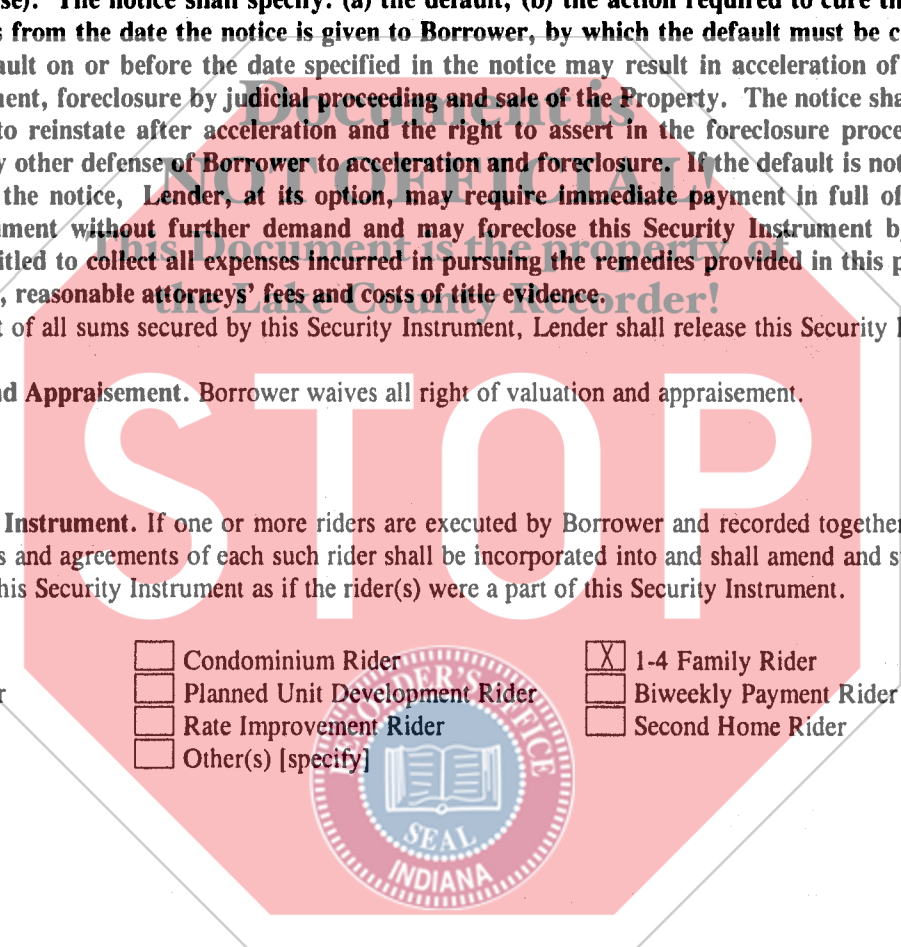 se). The notice shall specify: (a) the default; (b) the action required to cure th
s from the date the notice is given to Borrower, by which the default must be c
ault on or before the date specified in the notice may result in acceleration of
Document is
nent, foreclosure by judicial proceeding and sale of the Property. The notice sha
to reinstate after acceleration and the right to assert in the foreclosure proce
y other defense of Borrower to acceleration and foreclosure. If the default is not
NOT OFFICIAL!
the notice, Lender, at its option, may require immediate payment in full of
ument without further demand and may foreclose this Security Instrument b
This Document is the property of
itled to collect all expenses incurred in pursuing the remedies provided in this p
, reasonable attorneys' fees and costs of title evidence.
the Lake County Recorder!
t of all sums secured by this Security Instrument, Lender shall release this Security I
nd Appraisement. Borrower waives all right of valuation and appraisement.
STOP
Instrument. If one or more riders are executed by Borrower and recorded together
s and agreements of each such rider shall be incorporated into and shall amend and s
his Security Instrument as if the rider(s) were a part of this Security Instrument.
Condominium Rider X 1-4 Family Rider
r Planned Unit Development Rider Biweekly Payment Rider
Rate Improvement Rider Second Home Rider
Other(s) [specify]
RECORDER'S OFFICE
SEAL
INDIANA